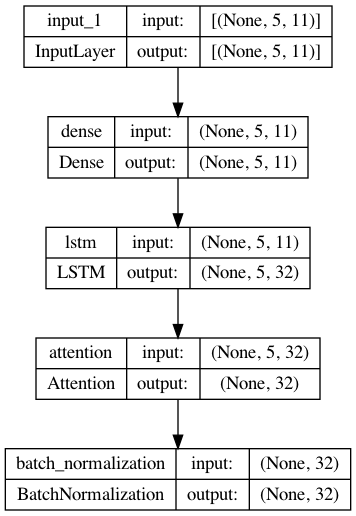 input_1 input: [(None, 5, 11)]
InputLayer output: [(None, 5, 11)]
dense input: (None, 5, 11)
Dense output: (None, 5, 11)
lstm input: (None, 5, 11)
LSTM output: (None, 5, 32)
attention input: (None, 5, 32)
Attention output: (None, 32)
batch_normalization input: (None, 32)
BatchNormalization output: (None, 32)